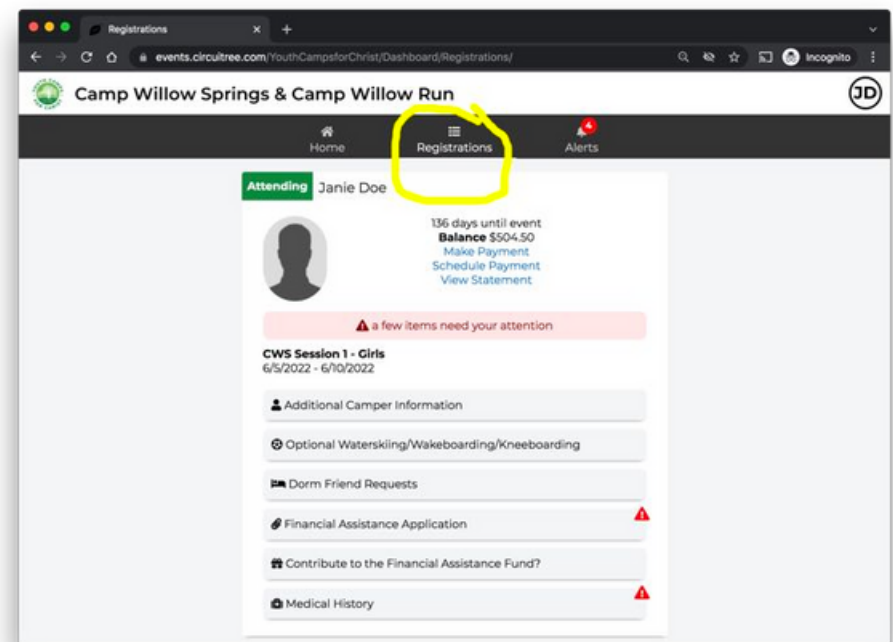 Registrations
events.circuitree.com/YouthCampsforChrist/Dashboard/Registrations/
Incognito
Camp Willow Springs & Camp Willow Run
JD
Home
Registrations
4
Alerts
Attending Janie Doe
136 days until event
Balance $504.50
Make Payment
Schedule Payment
View Statement
a few items need your attention
CWS Session 1 - Girls
6/5/2022 - 6/10/2022
Additional Camper Information
Optional Waterskiing/Wakeboarding/Kneeboarding
Dorm Friend Requests
Financial Assistance Application
Contribute to the Financial Assistance Fund?
Medical History